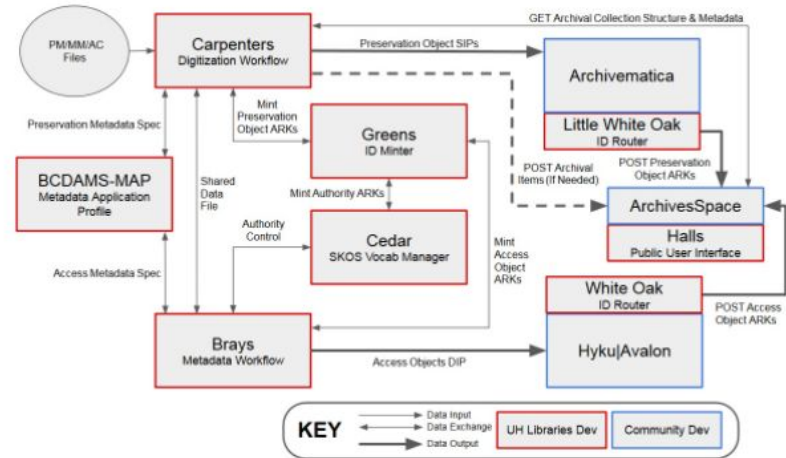 GET Archival Collection Structure & Metadata
PM/MM/AC
Files
Carpenters
Digitization Workflow
Preservation Object SIPs
Archivematica
Mint
Preservation
Object ARKs
Preservation Metadata Spec
Greens
ID Minter
Little White Oak
ID Router
POST Archival
Items (If Needed)
POST Preservation
Object ARKs
BCDAMS-MAP
Metadata Application
Profile
Shared
Data
File
Mint Authority ARKs
ArchivesSpace
Halls
Public User Interface
Authority
Control
Cedar
SKOS Vocab Manager
Mint
Access
Object
ARKs
Access Metadata Spec
White Oak
ID Router
POST Access
Object ARKs
Brays
Metadata Workflow
Access Objects DIP
Hyku|Avalon
KEY
Data Input
Data Exchange
Data Output
UH Libraries Dev
Community Dev